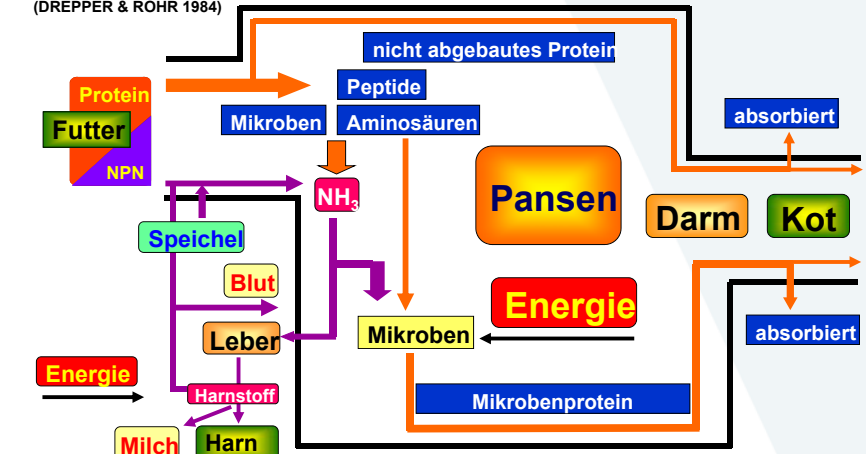 (DREPPER & ROHR 1984)
nicht abgebautes Protein
Protein
Peptide
Futter
Mikroben
Aminosäuren
absorbiert
NPN
NH3
Pansen
Darm
Kot
Speichel
Blut
Energie
Leber
Mikroben
absorbiert
Energie
Harnstoff
Mikrobenprotein
Milch
Harn